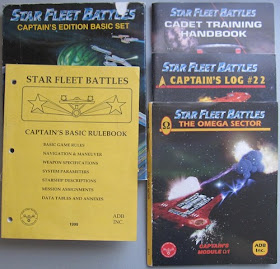 STAR FLEET BATTLES
CAPTAIN'S EDITION BASIC SET
STAR FLEET BATTLES
CAPTAIN'S BASIC RULEBOOK
BASIC GAME RULES
NAVIGATION & MANEUVER
WEAPON SPECIFICATIONS
SYSTEM PARAMETERS
STARSHIP DESCRIPTIONS
MISSION ASSIGNMENTS
DATA TABLES AND ANNEXES
1999
ADB
INC.
STAR FLEET BATTLES
CADET TRAINING
HANDBOOK
STAR FLEET BATTLES
CAPTAIN'S LOG #22
STAR FLEET BATTLES
THE OMEGA SECTOR
CAPTAIN'S
MODULE Ω1
ADB
Inc.